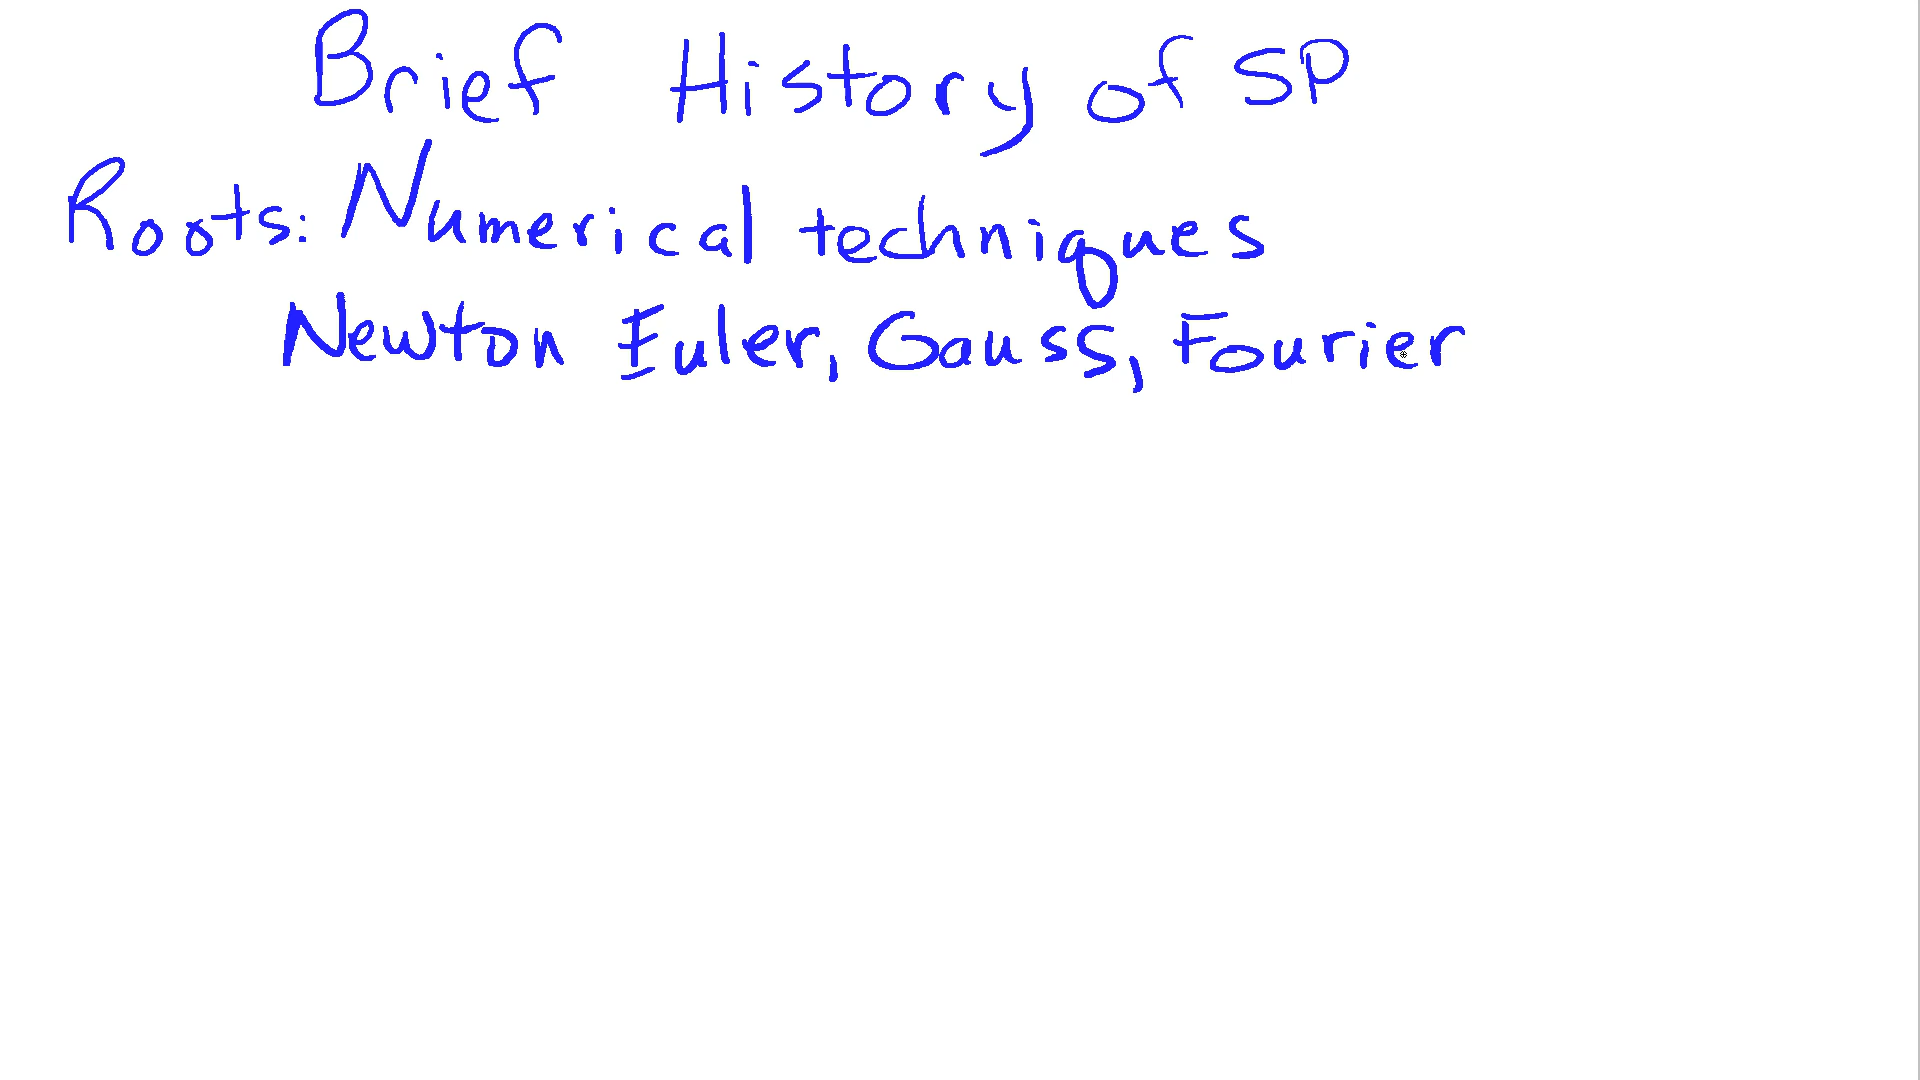 Brief History of SP
Roots: Numerical techniques
Newton Euler, Gauss, Fourier